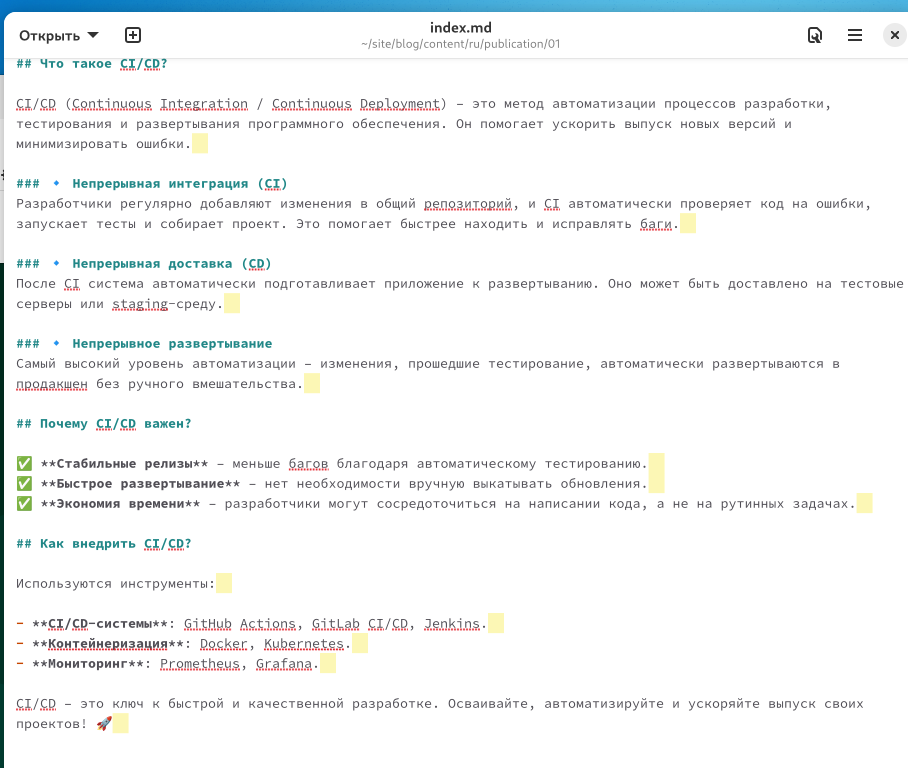 Открыть
index.md
~/site/blog/content/ru/publication/01
## Что такое CI/CD?
CI/CD (Continuous Integration / Continuous Deployment) – это метод автоматизации процессов разработки,
тестирования и развертывания программного обеспечения. Он помогает ускорить выпуск новых версий и
минимизировать ошибки.
### 🔹 Непрерывная интеграция (CI)
Разработчики регулярно добавляют изменения в общий репозиторий, и CI автоматически проверяет код на ошибки,
запускает тесты и собирает проект. Это помогает быстрее находить и исправлять баги.
### 🔹 Непрерывная доставка (CD)
После CI система автоматически подготавливает приложение к развертыванию. Оно может быть доставлено на тестовые
серверы или staging-среду.
### 🔹 Непрерывное развертывание
Самый высокий уровень автоматизации – изменения, прошедшие тестирование, автоматически развертываются в
продакшен без ручного вмешательства.
## Почему CI/CD важен?
✅ **Стабильные релизы** – меньше багов благодаря автоматическому тестированию.
✅ **Быстрое развертывание** – нет необходимости вручную выкатывать обновления.
✅ **Экономия времени** – разработчики могут сосредоточиться на написании кода, а не на рутинных задачах.
## Как внедрить CI/CD?
Используются инструменты:
- **CI/CD-системы**: GitHub Actions, GitLab CI/CD, Jenkins.
- **Контейнеризация**: Docker, Kubernetes.
- **Мониторинг**: Prometheus, Grafana.
CI/CD – это ключ к быстрой и качественной разработке. Осваивайте, автоматизируйте и ускоряйте выпуск своих
проектов! 🚀